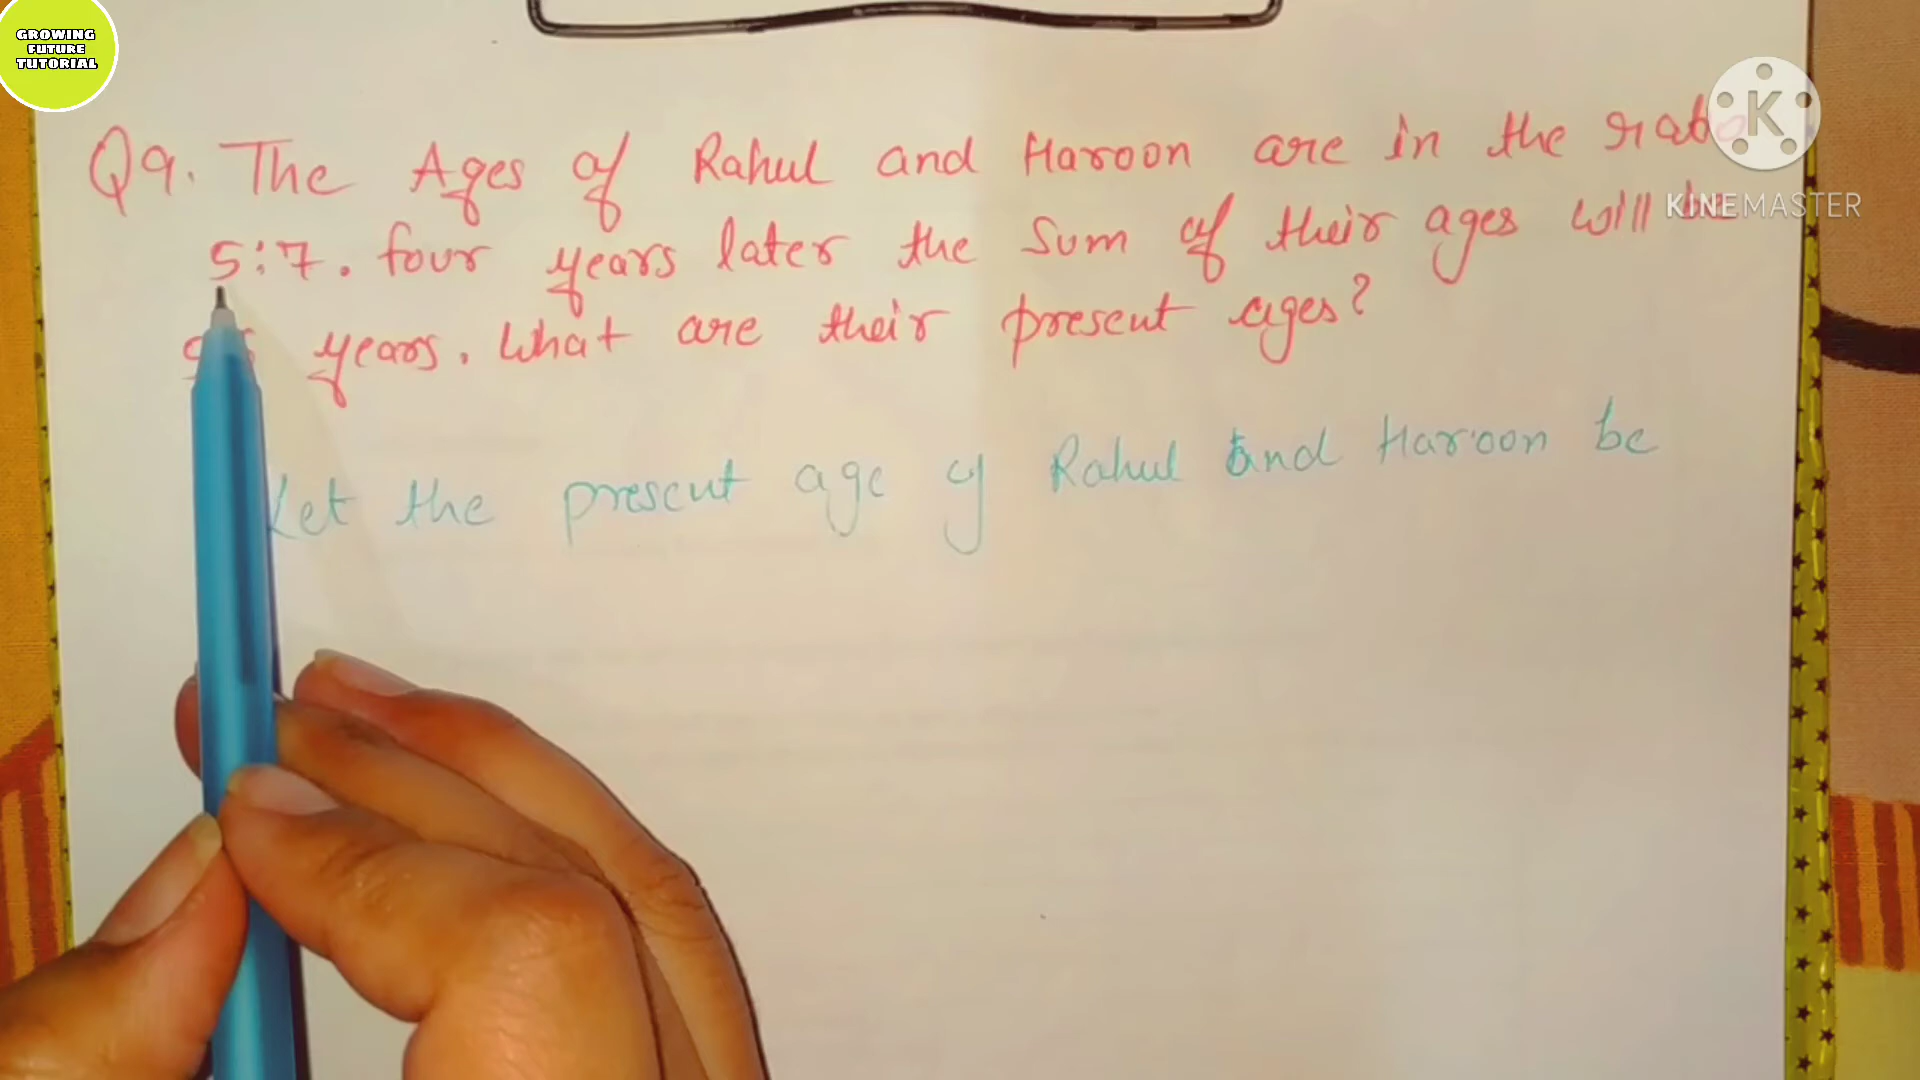 GROWING
FUTURE
TUTORIAL
K
KINEMASTER
Q9. The Ages of Rahul and Haroon are in the ratio
5:7. four years later the sum of their ages will be
years. What are their present ages?
Let the present age of Rahul and Haroon be